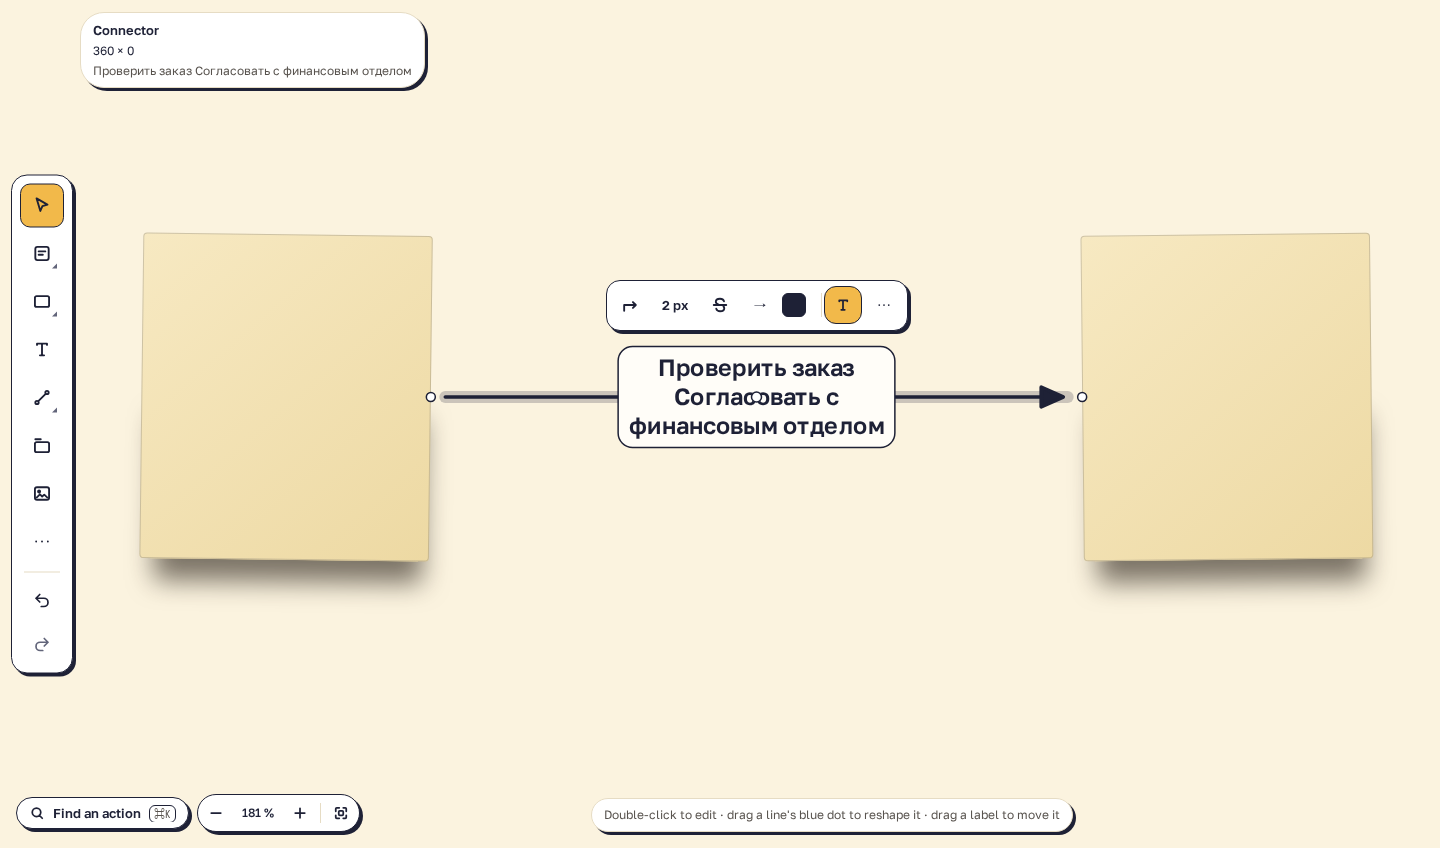 Connector
360 × 0
Проверить заказ Согласовать с финансовым отделом
2 px
Проверить заказ
Согласовать с
финансовым отделом
Find an action ⌘K
181 %
Double-click to edit · drag a line's blue dot to reshape it · drag a label to move it